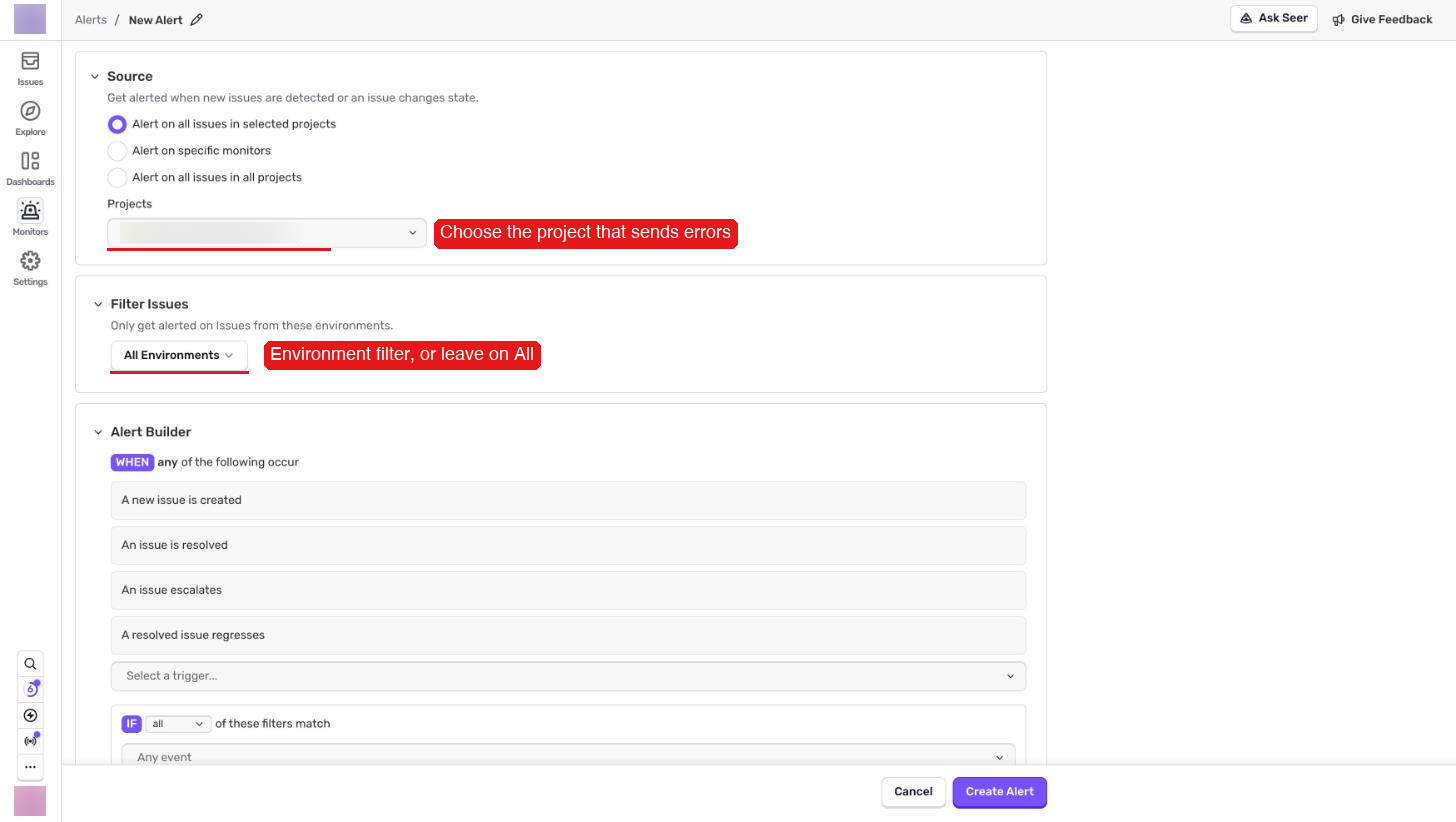 Alerts / New Alert
Ask Seer
Give Feedback
Issues
Explore
Dashboards
Monitors
Settings
Source
Get alerted when new issues are detected or an issue changes state.
Alert on all issues in selected projects
Alert on specific monitors
Alert on all issues in all projects
Projects
Choose the project that sends errors
Filter Issues
Only get alerted on Issues from these environments.
All Environments
Environment filter, or leave on All
Alert Builder
WHEN any of the following occur
A new issue is created
An issue is resolved
An issue escalates
A resolved issue regresses
Select a trigger...
IF all of these filters match
Any event
6
Cancel
Create Alert